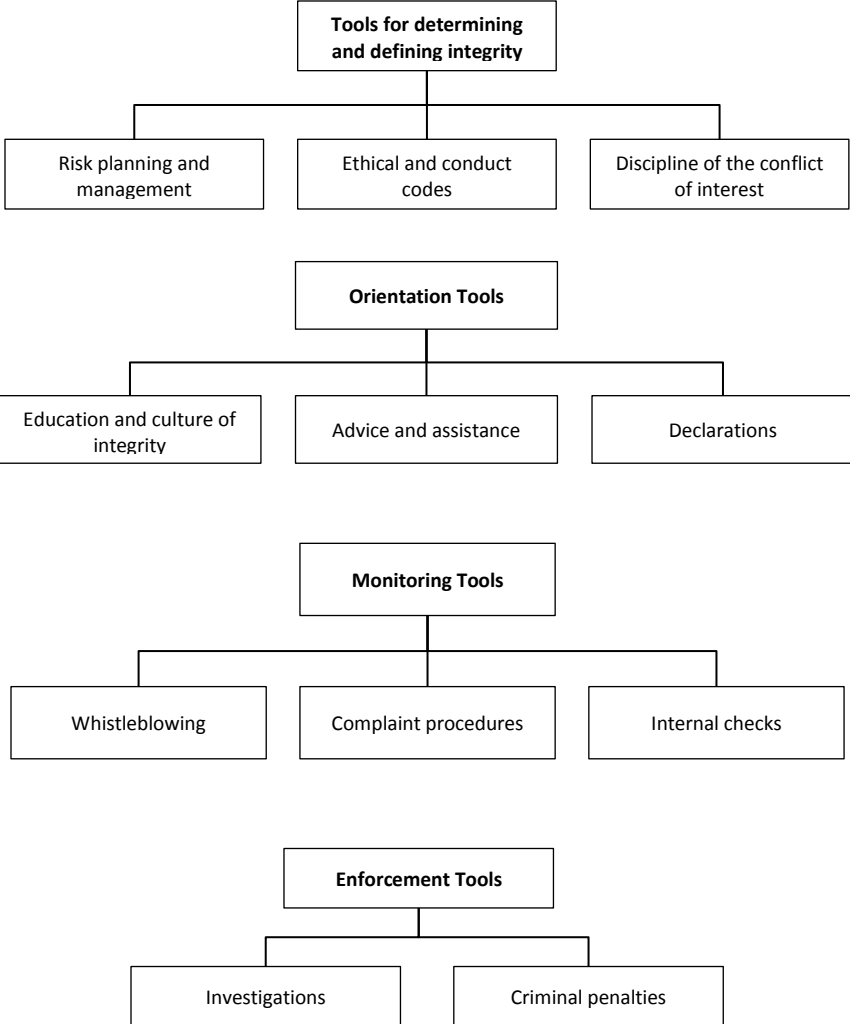 Tools for determining
and defining integrity
Risk planning and
management
Ethical and conduct
codes
Discipline of the conflict
of interest
Orientation Tools
Education and culture of
integrity
Advice and assistance
Declarations
Monitoring Tools
Whistleblowing
Complaint procedures
Internal checks
Enforcement Tools
Investigations
Criminal penalties